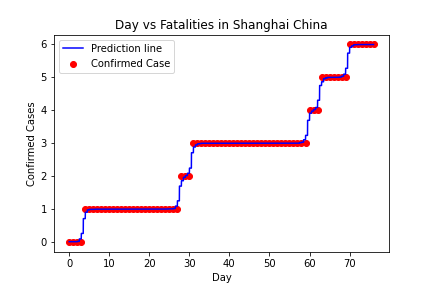 Day vs Fatalities in Shanghai China
Prediction line
Confirmed Case
Confirmed Cases
6
5
4
3
2
1
0
0 10 20 30 40 50 60 70
Day